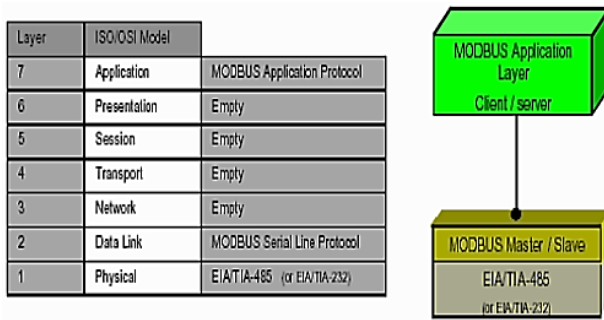 Layer ISO/OSI Model
7 Application MODBUS Application Protocol
6 Presentation Empty
5 Session Empty
4 Transport Empty
3 Network Empty
2 Data Link MODBUS Serial Line Protocol
1 Physical EIA/TIA-485 (or EIA/TIA-232)
MODBUS Application
Layer
Client / server
MODBUS Master / Slave
EIA/TIA-485
(or EIA/TIA-232)